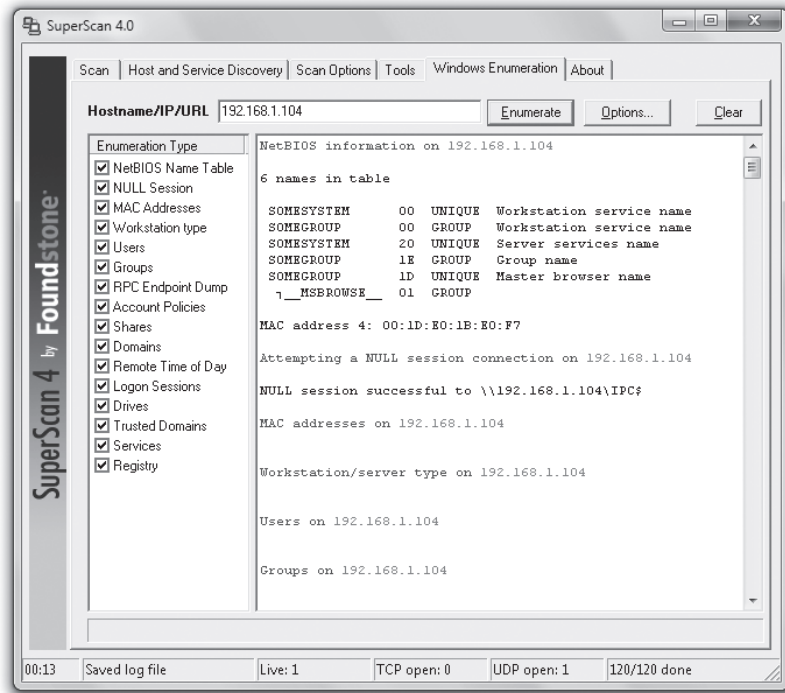 SuperScan 4.0
Scan Host and Service Discovery Scan Options Tools Windows Enumeration About
Hostname/IP/URL 192.168.1.104 Enumerate Options... Clear
Enumeration Type
NetBIOS Name Table
NULL Session
MAC Addresses
Workstation type
Users
Groups
RPC Endpoint Dump
Account Policies
Shares
Domains
Remote Time of Day
Logon Sessions
Drives
Trusted Domains
Services
Registry
NetBIOS information on 192.168.1.104
6 names in table
SOMESYSTEM 00 UNIQUE Workstation service name
SOMEGROUP 00 GROUP Workstation service name
SOMESYSTEM 20 UNIQUE Server services name
SOMEGROUP 1E GROUP Group name
SOMEGROUP 1D UNIQUE Master browser name
┐__MSBROWSE__ 01 GROUP
MAC address 4: 00:1D:E0:1B:E0:F7
Attempting a NULL session connection on 192.168.1.104
NULL session successful to \\192.168.1.104\IPC$
MAC addresses on 192.168.1.104
Workstation/server type on 192.168.1.104
Users on 192.168.1.104
Groups on 192.168.1.104
SuperScan 4 by Foundstone
00:13 Saved log file Live: 1 TCP open: 0 UDP open: 1 120/120 done